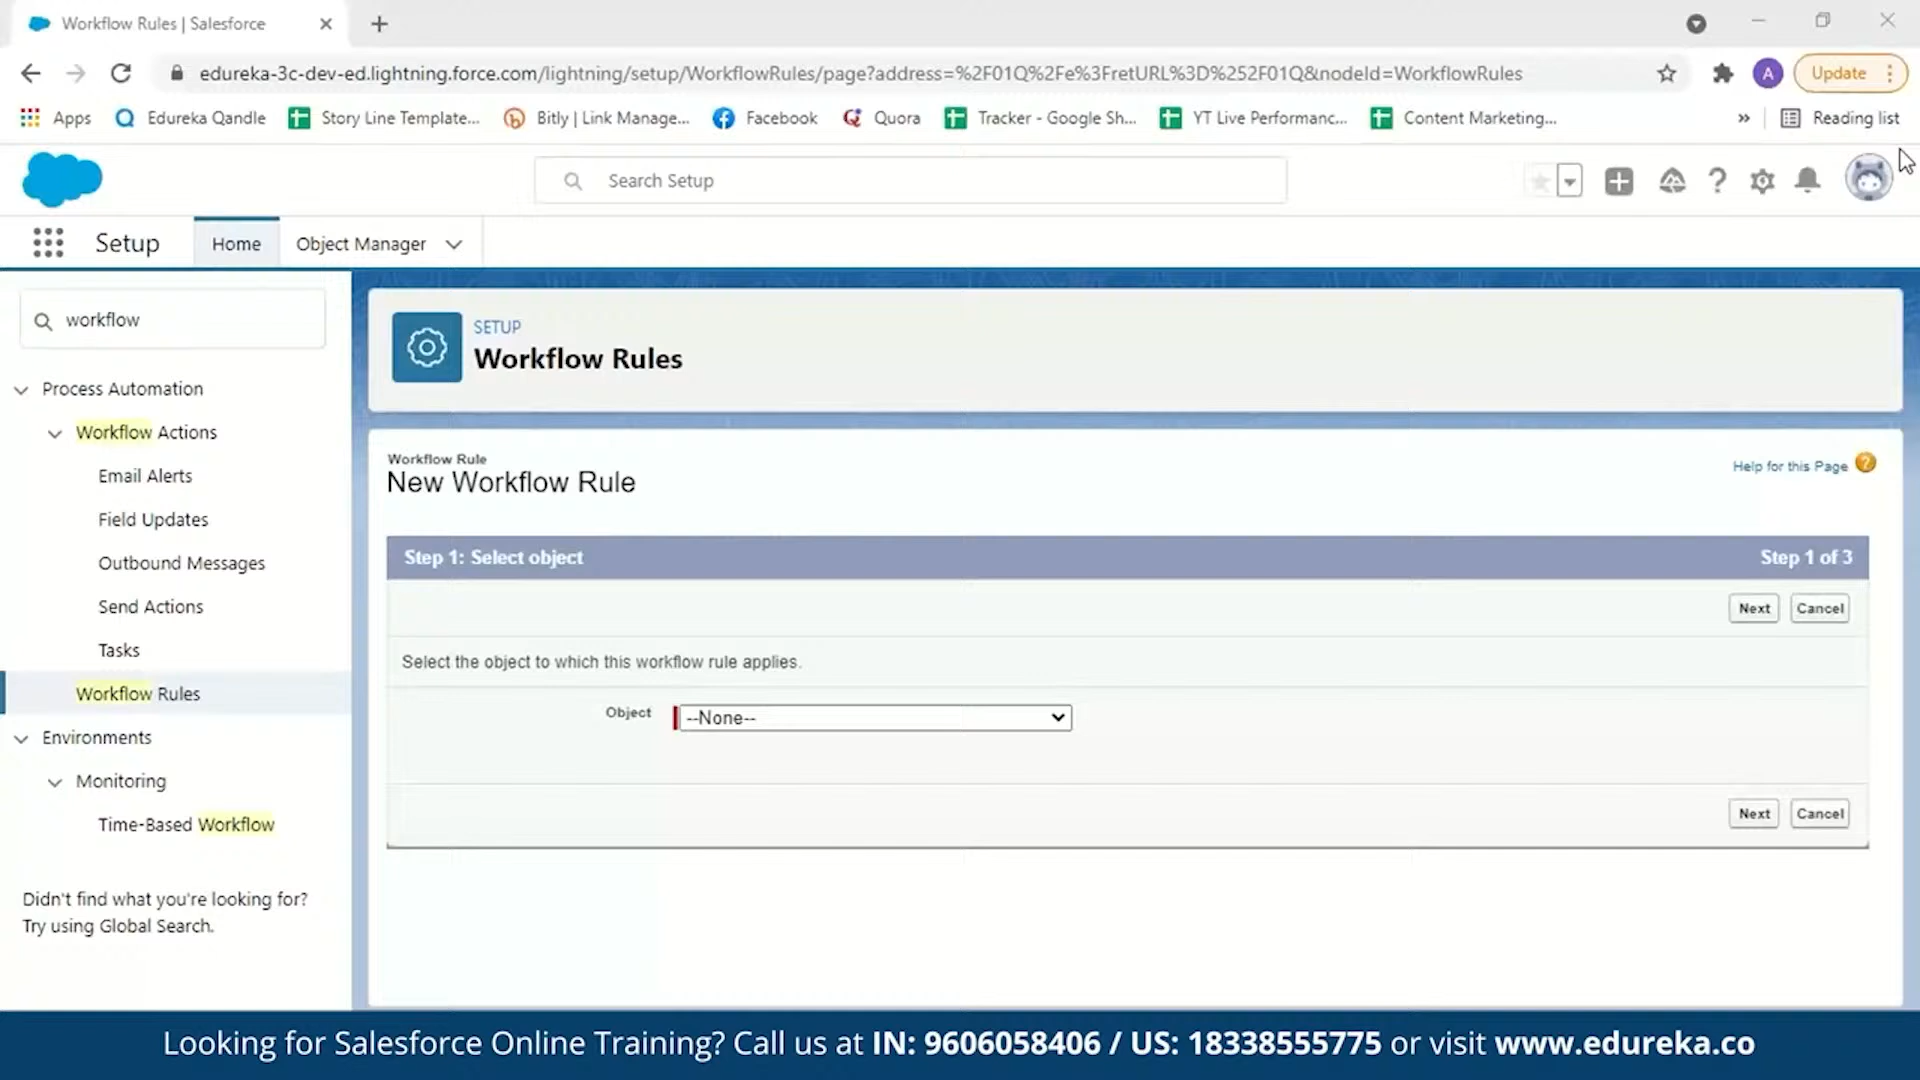 Workflow Rules | Salesforce
edureka-3c-dev-ed.lightning.force.com/lightning/setup/WorkflowRules/page?address=%2F01Q%2Fe%3FretURL%3D%252F01Q&nodeId=WorkflowRules
A
Update
Apps
Edureka Qandle
Story Line Template...
Bitly | Link Manage...
Facebook
Quora
Tracker - Google Sh...
YT Live Performanc...
Content Marketing...
»
Reading list
Search Setup
Setup
Home
Object Manager
workflow
Process Automation
Workflow Actions
Email Alerts
Field Updates
Outbound Messages
Send Actions
Tasks
Workflow Rules
Environments
Monitoring
Time-Based Workflow
Didn't find what you're looking for?
Try using Global Search.
SETUP
Workflow Rules
Workflow Rule
New Workflow Rule
Help for this Page
Step 1: Select object
Step 1 of 3
Next
Cancel
Select the object to which this workflow rule applies.
Object
--None--
Next
Cancel
Looking for Salesforce Online Training? Call us at IN: 9606058406 / US: 18338555775 or visit www.edureka.co